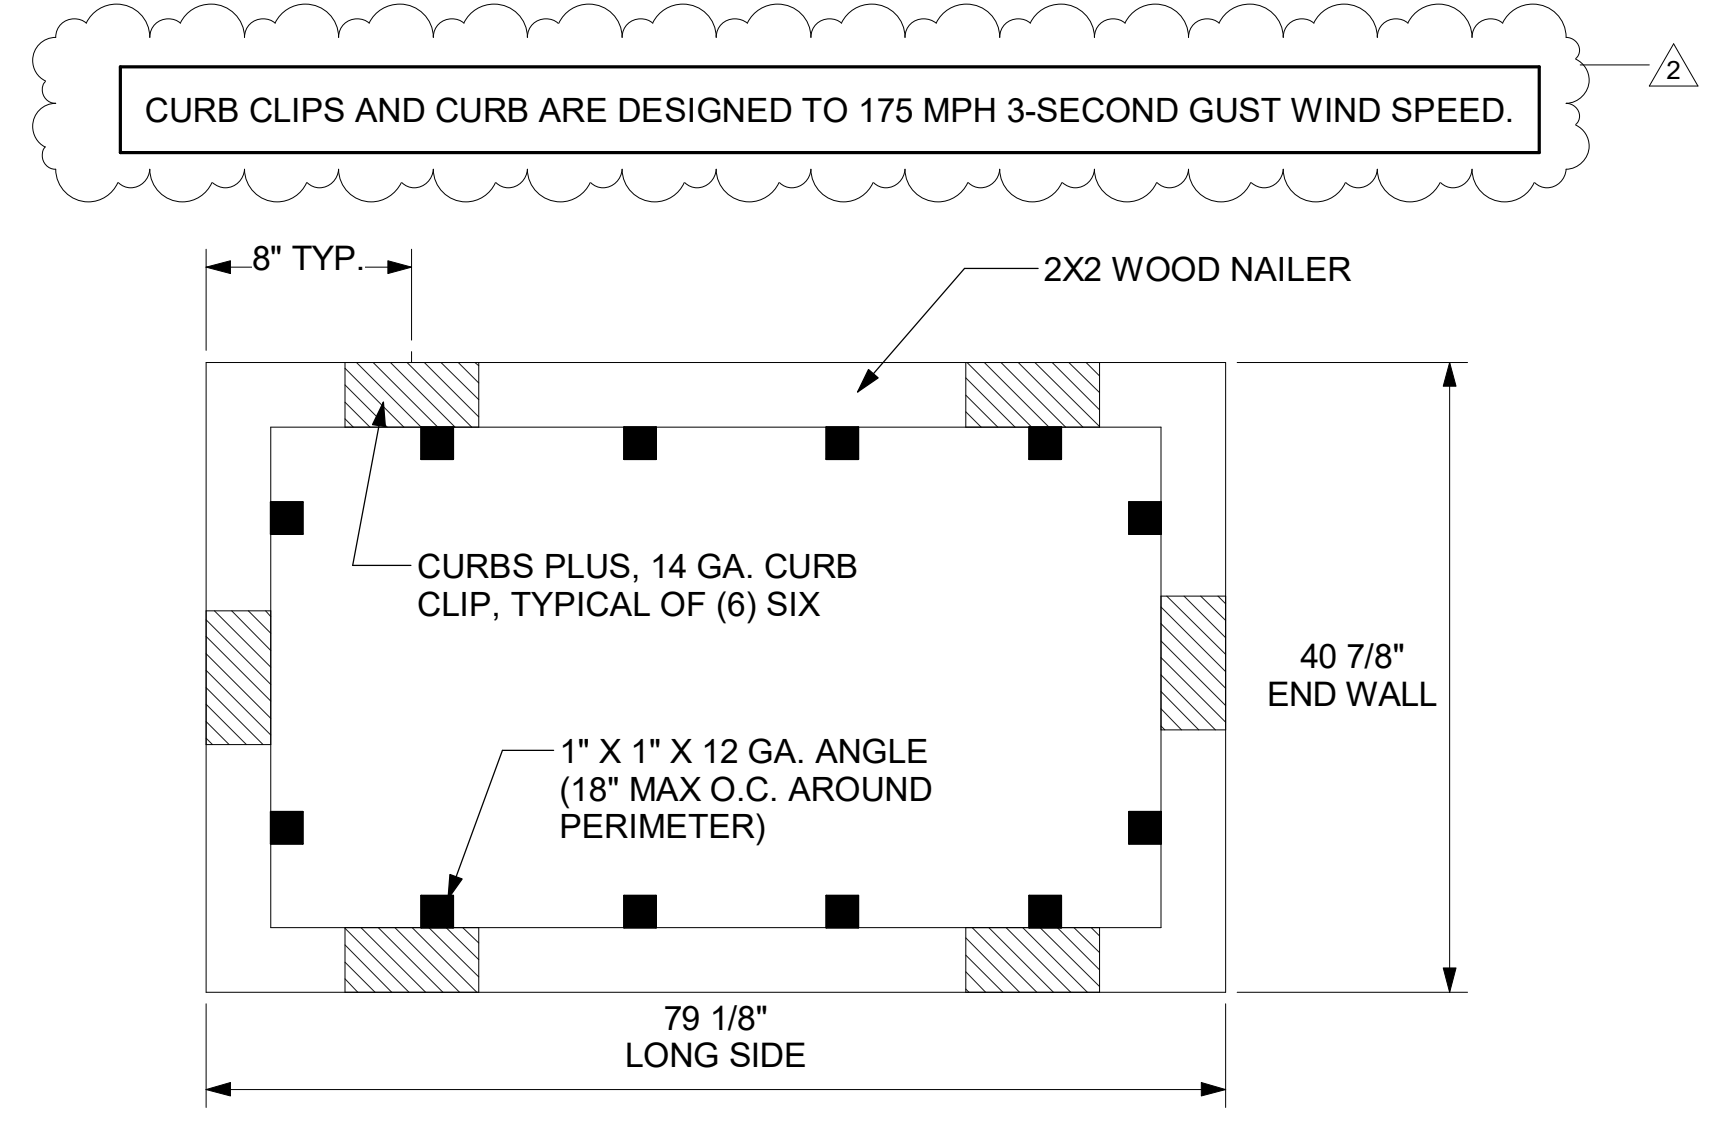 CURB CLIPS AND CURB ARE DESIGNED TO 175 MPH 3-SECOND GUST WIND SPEED.
2
8" TYP.
2X2 WOOD NAILER
CURBS PLUS, 14 GA. CURB
CLIP, TYPICAL OF (6) SIX
40 7/8"
END WALL
1" X 1" X 12 GA. ANGLE
(18" MAX O.C. AROUND
PERIMETER)
79 1/8"
LONG SIDE